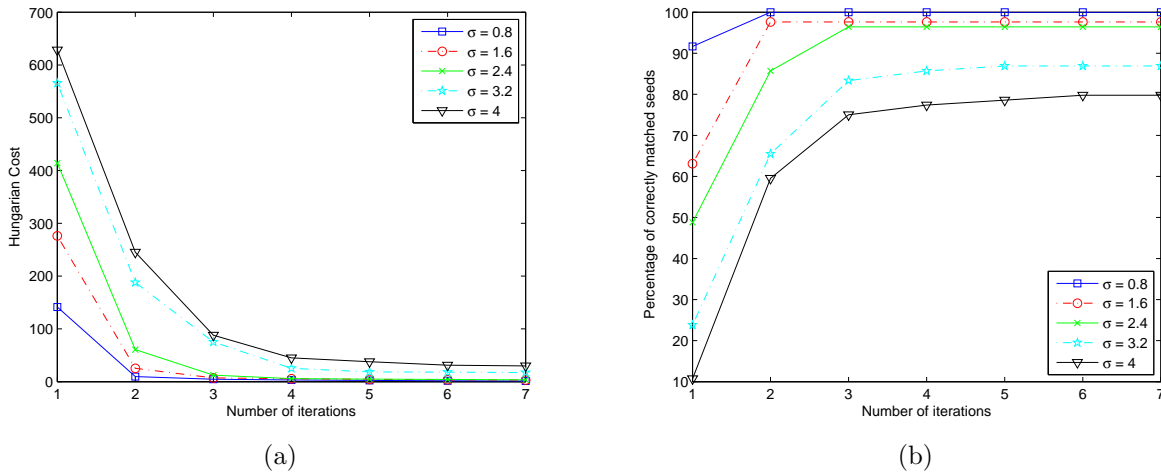 700
600
500
400
300
200
100
0
Hungarian Cost
1 2 3 4 5 6 7
Number of iterations
σ = 0.8
σ = 1.6
σ = 2.4
σ = 3.2
σ = 4
(a)
100
90
80
70
60
50
40
30
20
10
Percentage of correctly matched seeds
1 2 3 4 5 6 7
Number of iterations
σ = 0.8
σ = 1.6
σ = 2.4
σ = 3.2
σ = 4
(b)